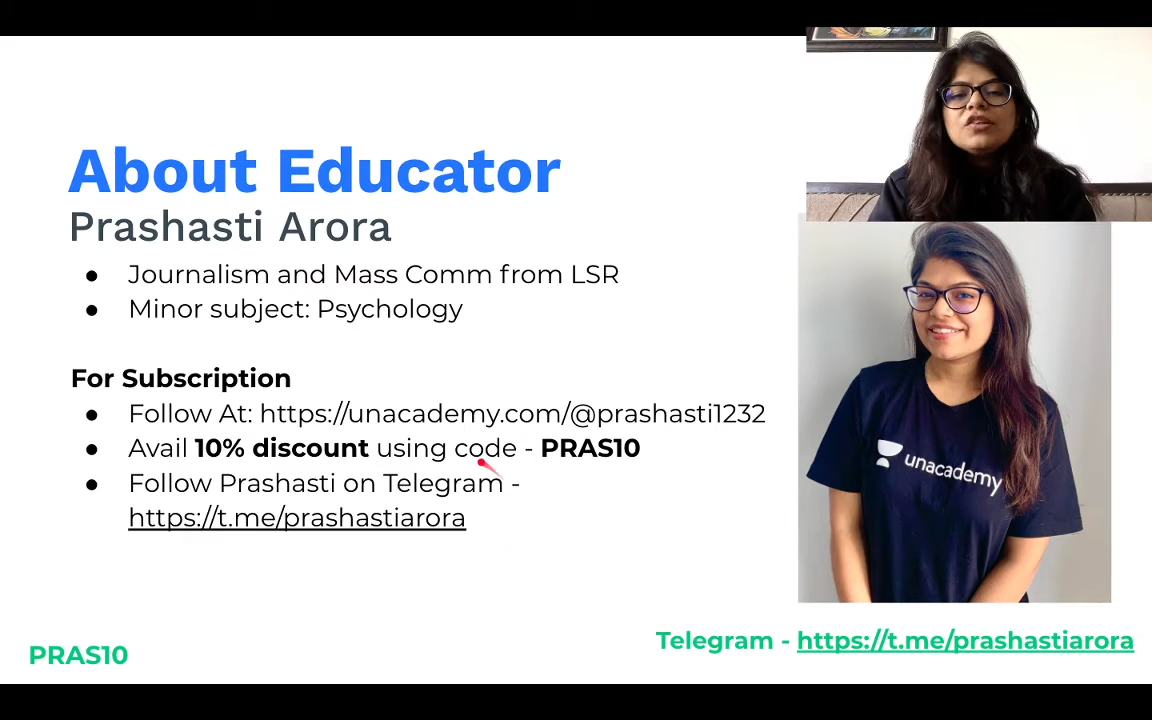 About Educator
Prashasti Arora
● Journalism and Mass Comm from LSR
● Minor subject: Psychology
For Subscription
● Follow At: https://unacademy.com/@prashasti1232
● Avail 10% discount using code - PRAS10
● Follow Prashasti on Telegram -
https://t.me/prashastiarora
unacademy
Telegram - https://t.me/prashastiarora
PRAS10